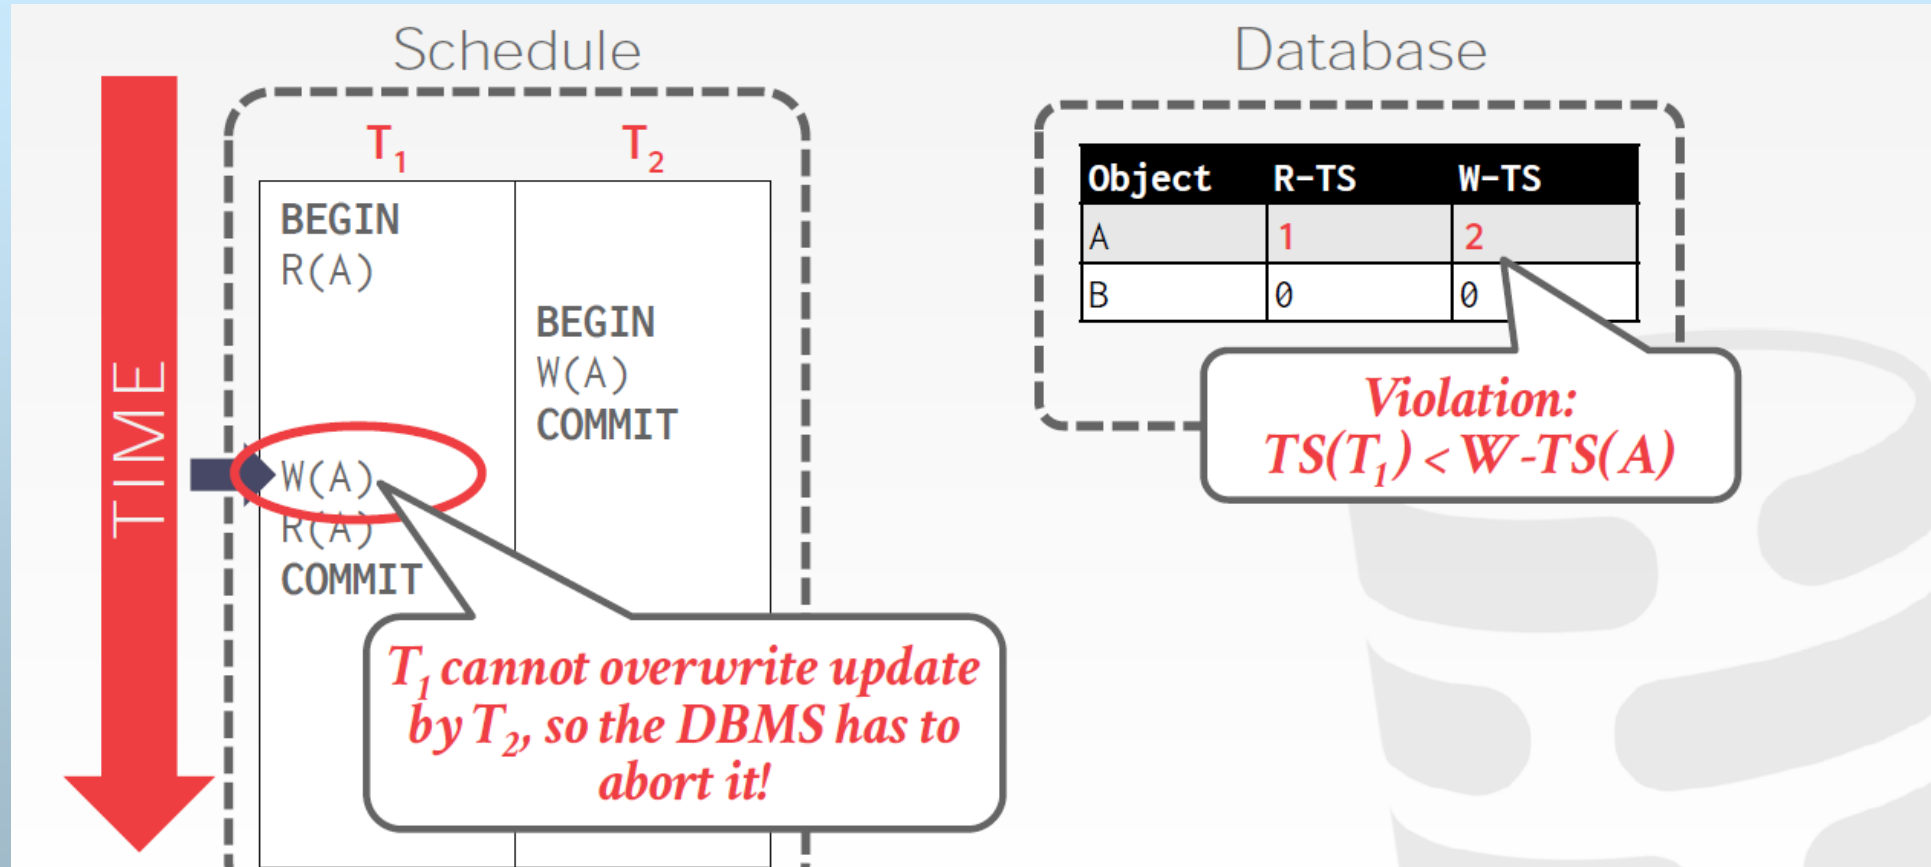 Schedule
Database
TIME
T₁ T₂
BEGIN
R(A)
BEGIN
W(A)
COMMIT
W(A)
R(A)
COMMIT
T₁ cannot overwrite update
by T₂, so the DBMS has to
abort it!
Object R-TS W-TS
A 1 2
B 0 0
Violation:
TS(T₁) < W-TS(A)